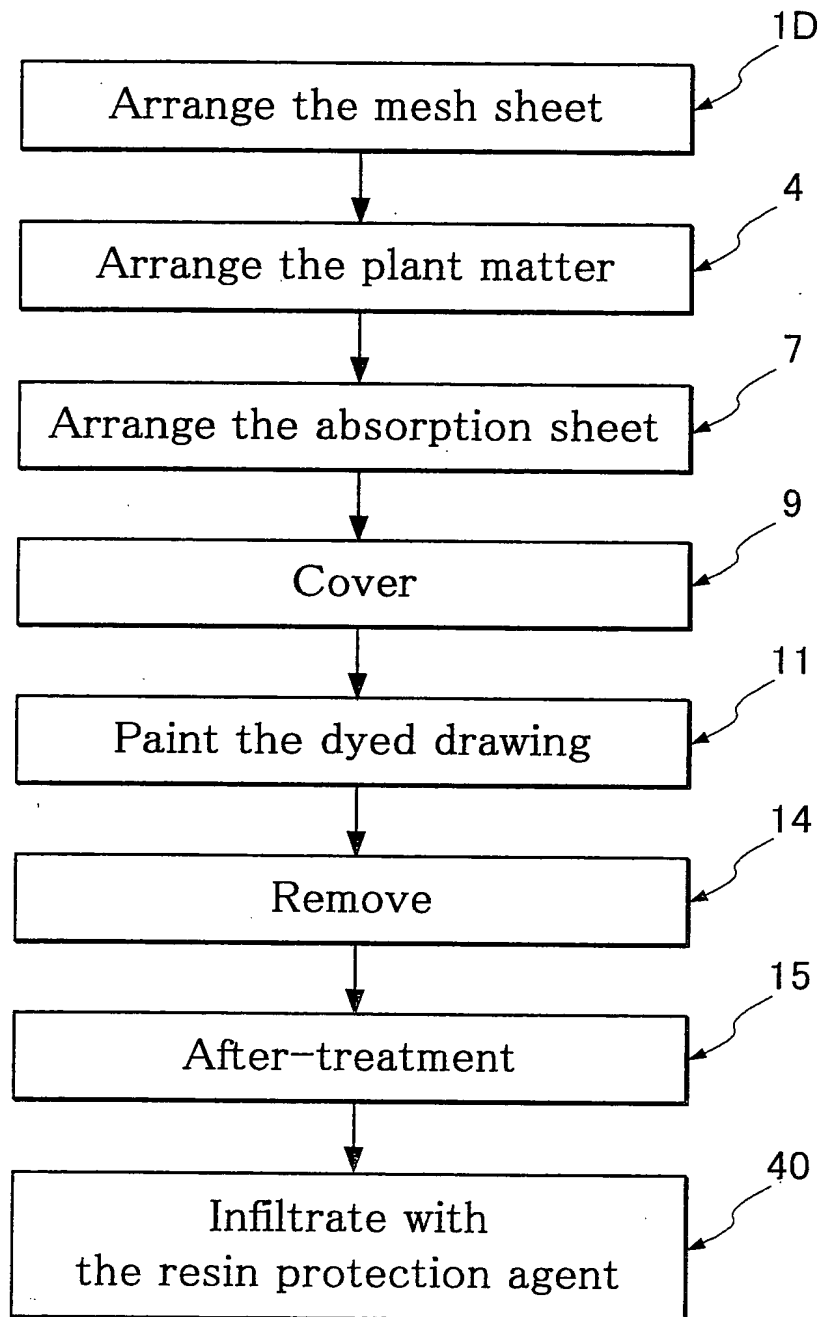 1D
Arrange the mesh sheet
4
Arrange the plant matter
7
Arrange the absorption sheet
9
Cover
11
Paint the dyed drawing
14
Remove
15
After-treatment
40
Infiltrate with
the resin protection agent